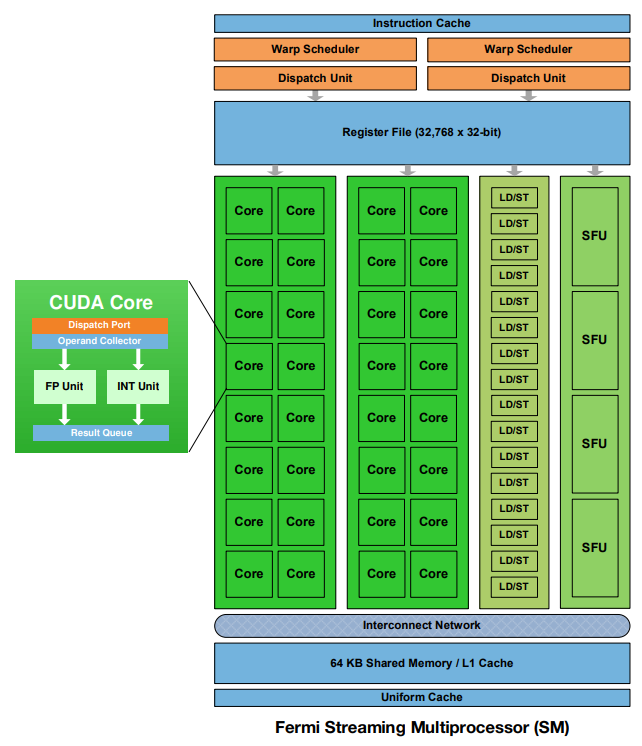 Instruction Cache
Warp Scheduler Warp Scheduler
Dispatch Unit Dispatch Unit
Register File (32,768 x 32-bit)
Core Core Core Core LD/ST
LD/ST
SFU
Core Core Core Core LD/ST
LD/ST
Core Core Core Core LD/ST
LD/ST
SFU
Core Core Core Core LD/ST
LD/ST
Core Core Core Core LD/ST
LD/ST
SFU
Core Core Core Core LD/ST
LD/ST
Core Core Core Core LD/ST
LD/ST
SFU
Core Core Core Core LD/ST
LD/ST
CUDA Core
Dispatch Port
Operand Collector
FP Unit INT Unit
Result Queue
Interconnect Network
64 KB Shared Memory / L1 Cache
Uniform Cache
Fermi Streaming Multiprocessor (SM)